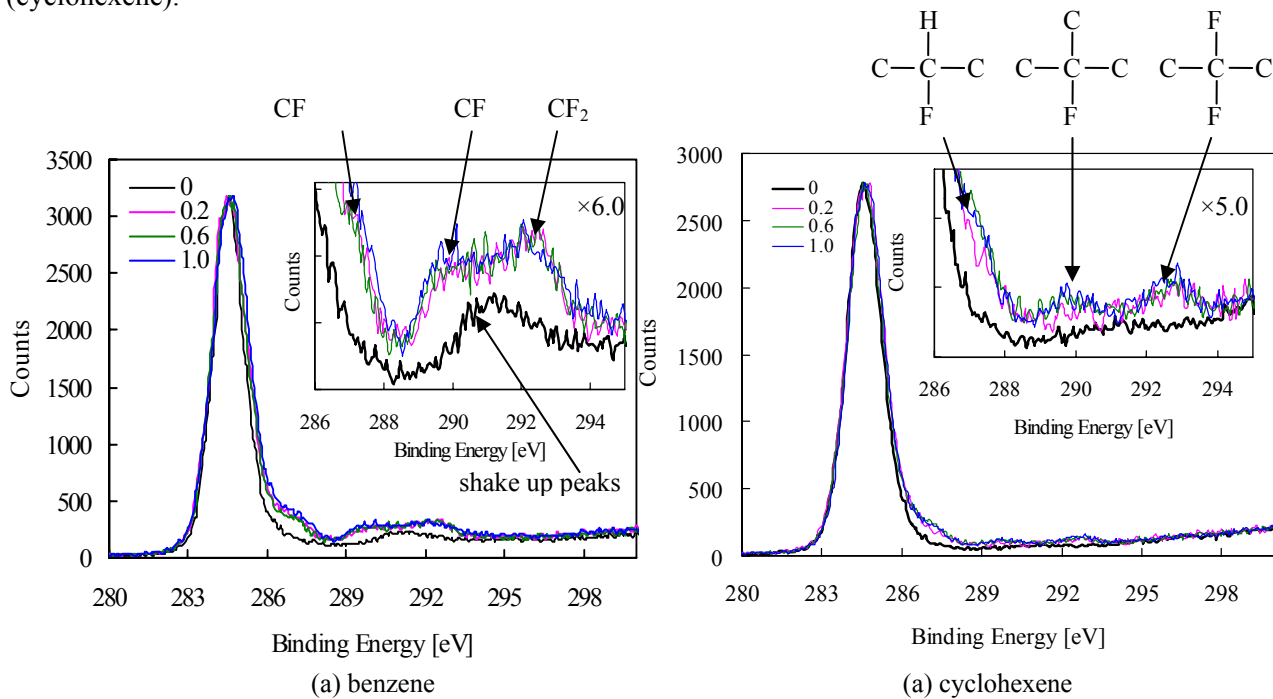 (cyclohexene).
CF CF CF₂
3500
3000
2500
2000
1500
1000
500
0
Counts
0
0.2
0.6
1.0
×6.0
Counts
286 288 290 292 294
Binding Energy [eV]
shake up peaks
280 283 286 289 292 295 298
Binding Energy [eV]
(a) benzene
H C F
C C C C C C C C C
F F F
3000
2500
2000
1500
1000
500
0
Counts
0
0.2
0.6
1.0
×5.0
Counts
286 288 290 292 294
Binding Energy [eV]
280 283 286 289 292 295 298
Binding Energy [eV]
(a) cyclohexene